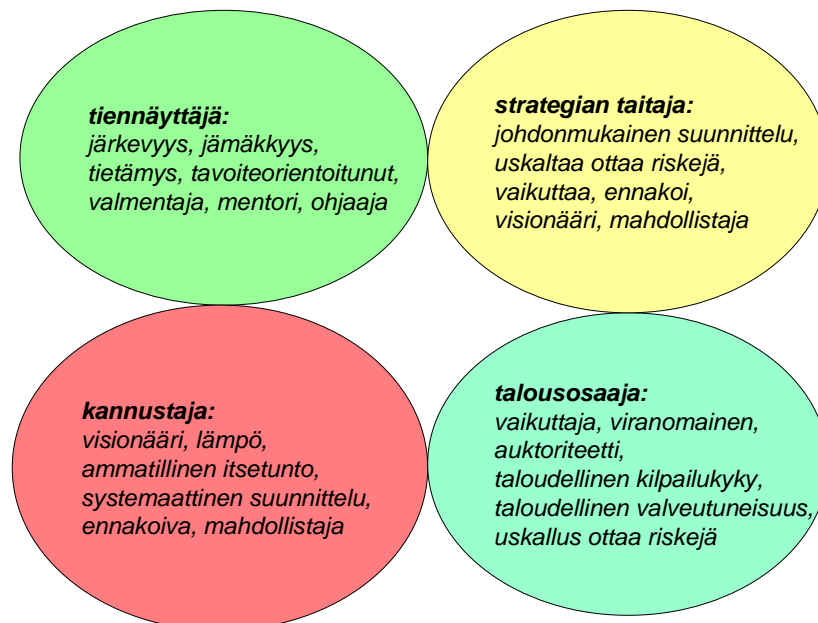 tiennäyttäjä:
järkevyys, jämäkkyys,
tietämys, tavoiteorientoitunut,
valmentaja, mentori, ohjaaja
strategian taitaja:
johdonmukainen suunnittelu,
uskaltaa ottaa riskejä,
vaikuttaa, ennakoi,
visionääri, mahdollistaja
kannustaja:
visionääri, lämpö,
ammatillinen itsetunto,
systemaattinen suunnittelu,
ennakoiva, mahdollistaja
talousosaaja:
vaikuttaja, viranomainen,
auktoriteetti,
taloudellinen kilpailukyky,
taloudellinen valveutuneisuus,
uskallus ottaa riskejä